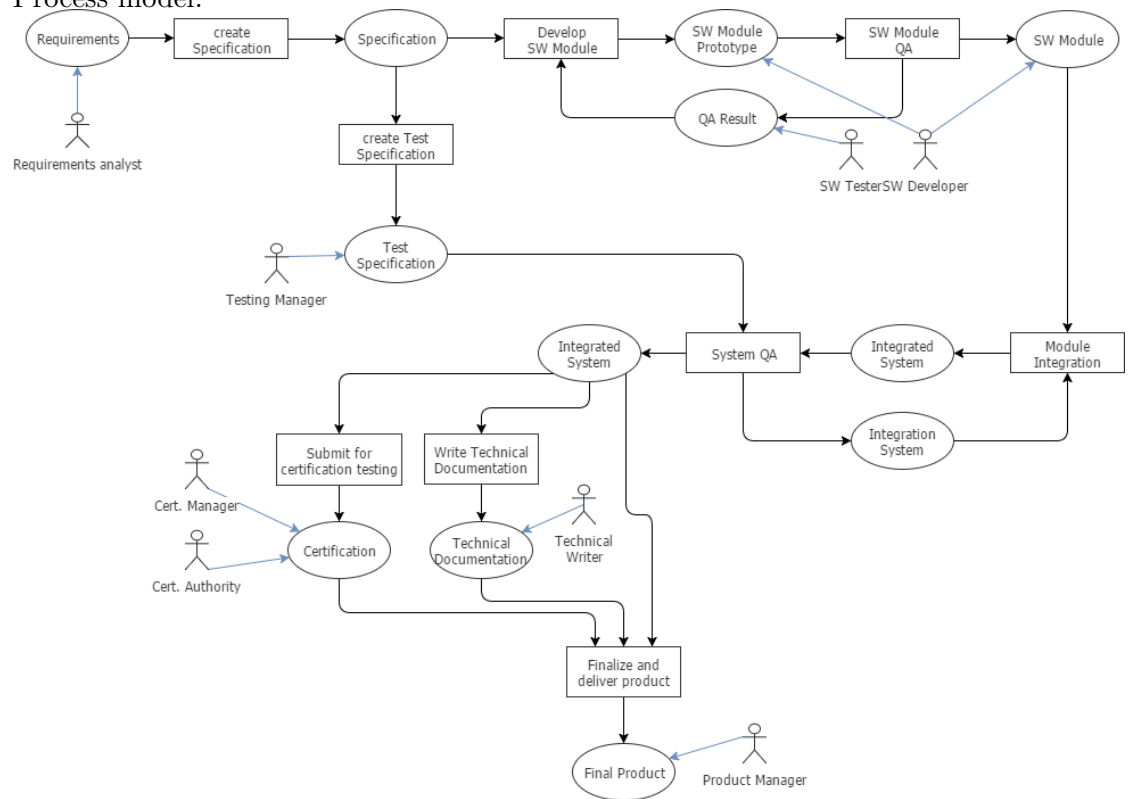 Process model.
Requirements
create
Specification
Specification
Develop
SW Module
SW Module
Prototype
SW Module
QA
SW Module
QA Result
create Test
Specification
Requirements analyst
SW Tester
SW Developer
Test
Specification
Testing Manager
Integrated
System
System QA
Integrated
System
Module
Integration
Integration
System
Submit for
certification testing
Write Technical
Documentation
Cert. Manager
Certification
Technical
Documentation
Technical
Writer
Cert. Authority
Finalize and
deliver product
Final Product
Product Manager